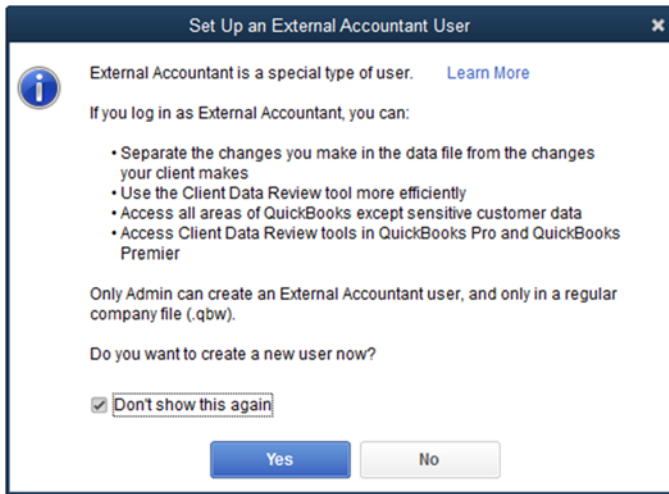 Set Up an External Accountant User
External Accountant is a special type of user. Learn More
If you log in as External Accountant, you can:
• Separate the changes you make in the data file from the changes
your client makes
• Use the Client Data Review tool more efficiently
• Access all areas of QuickBooks except sensitive customer data
• Access Client Data Review tools in QuickBooks Pro and QuickBooks
Premier
Only Admin can create an External Accountant user, and only in a regular
company file (.qbw).
Do you want to create a new user now?
Don't show this again
Yes No